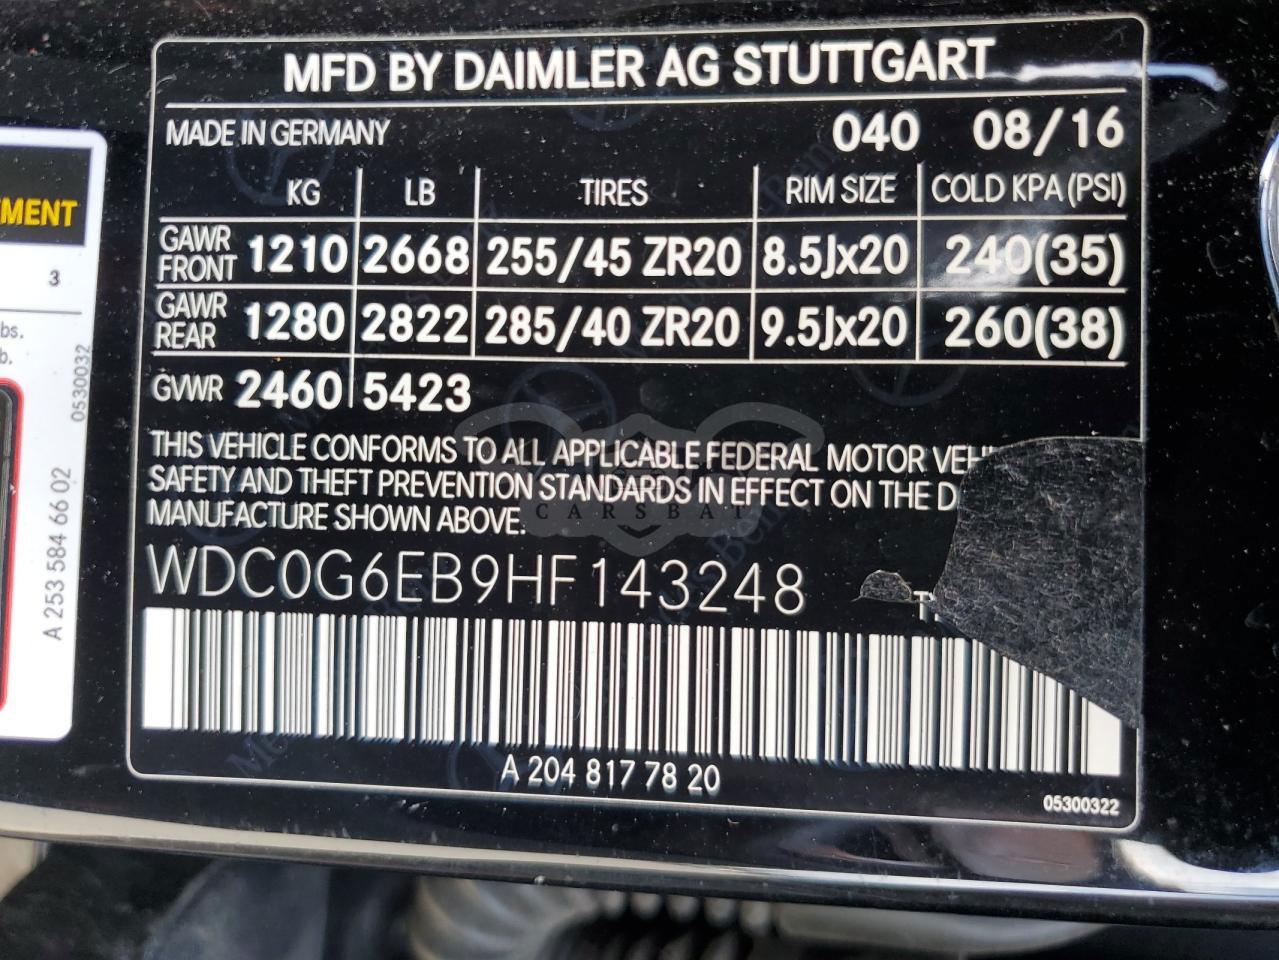 MFD BY DAIMLER AG STUTTGART
MADE IN GERMANY 040 08/16
KG LB TIRES RIM SIZE COLD KPA (PSI)
GAWR FRONT 1210 2668 255/45 ZR20 8.5Jx20 240(35)
GAWR REAR 1280 2822 285/40 ZR20 9.5Jx20 260(38)
GVWR 2460 5423
THIS VEHICLE CONFORMS TO ALL APPLICABLE FEDERAL MOTOR
SAFETY AND THEFT PREVENTION STANDARDS IN EFFECT ON THE
MANUFACTURE SHOWN ABOVE.
WDC0G6EB9HF143248
A 204 817 78 20
05300322
3
A 253 584 66 02
0530032
CARSBAT